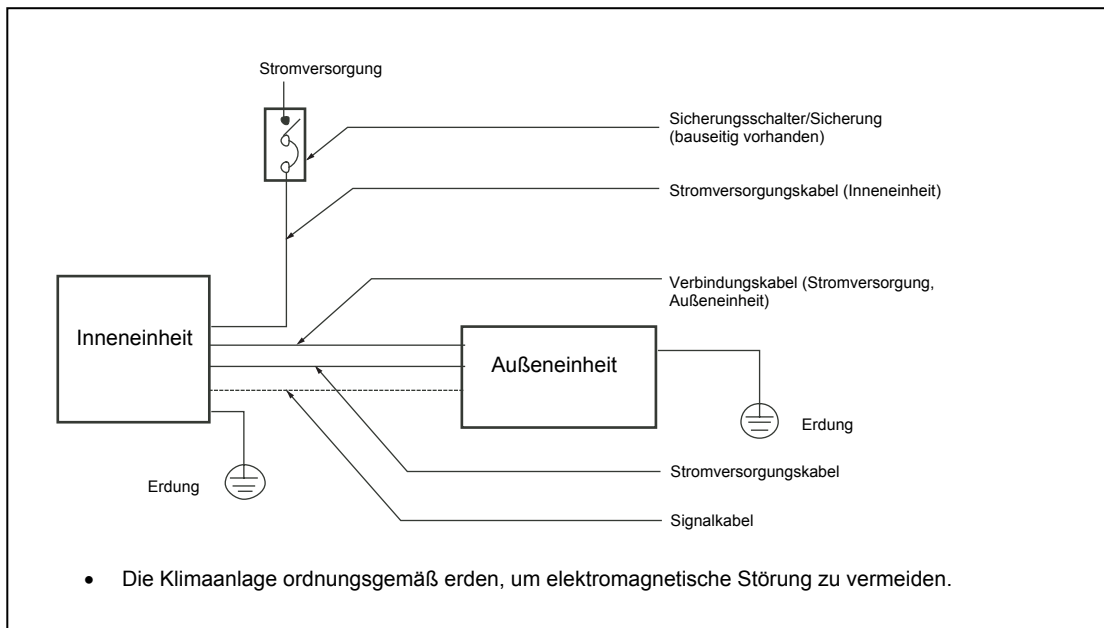 Stromversorgung
Sicherungsschalter/Sicherung
(bauseitig vorhanden)
Stromversorgungskabel (Inneneinheit)
Verbindungskabel (Stromversorgung,
Außeneinheit)
Inneneinheit
Außeneinheit
Erdung
Stromversorgungskabel
Erdung
Signalkabel
• Die Klimaanlage ordnungsgemäß erden, um elektromagnetische Störung zu vermeiden.